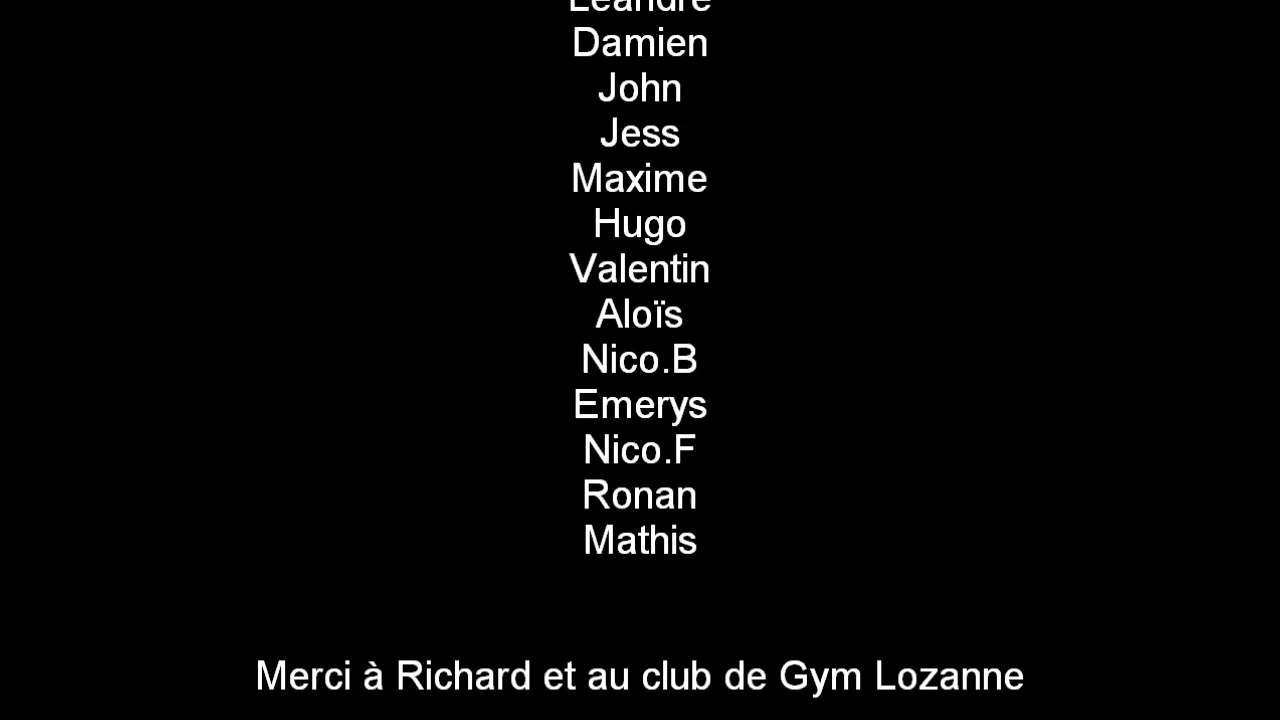 Leandre
Damien
John
Jess
Maxime
Hugo
Valentin
Aloïs
Nico.B
Emerys
Nico.F
Ronan
Mathis
Merci à Richard et au club de Gym Lozanne